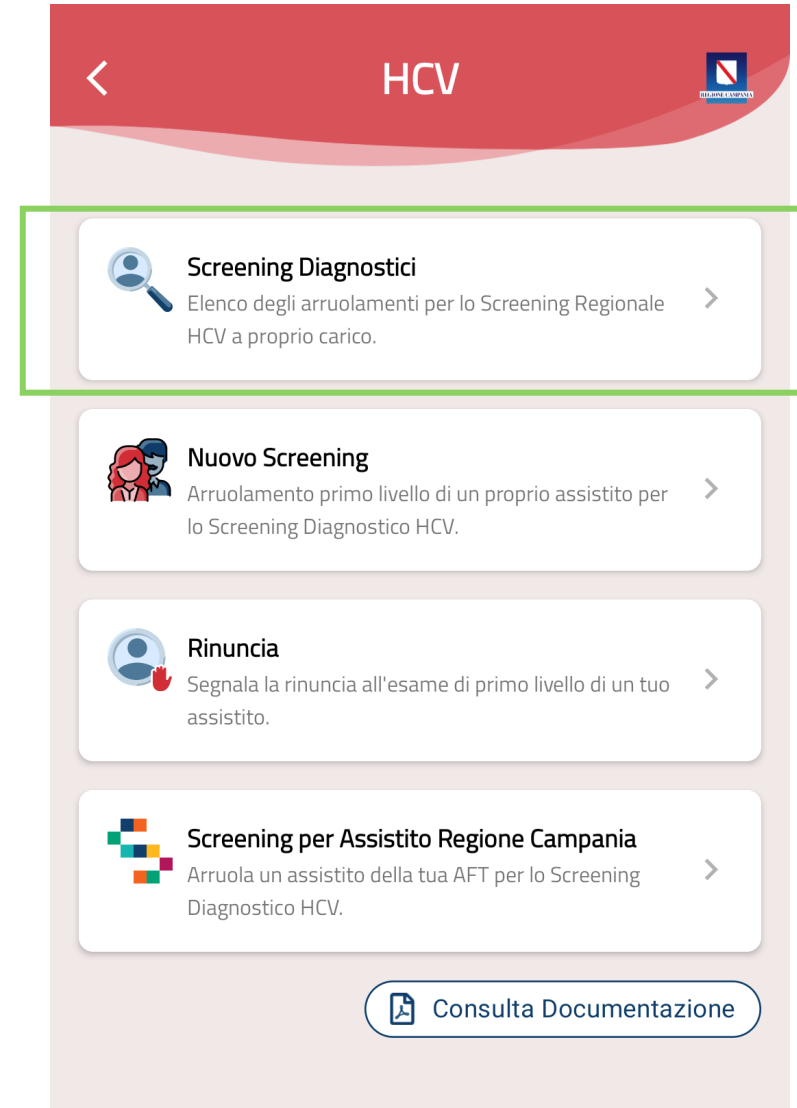 HCV
REGIONE CAMPANIA
Screening Diagnostici
Elenco degli arruolamenti per lo Screening Regionale
HCV a proprio carico.
Nuovo Screening
Arruolamento primo livello di un proprio assistito per
lo Screening Diagnostico HCV.
Rinuncia
Segnala la rinuncia all'esame di primo livello di un tuo
assistito.
Screening per Assistito Regione Campania
Arruola un assistito della tua AFT per lo Screening
Diagnostico HCV.
Consulta Documentazione